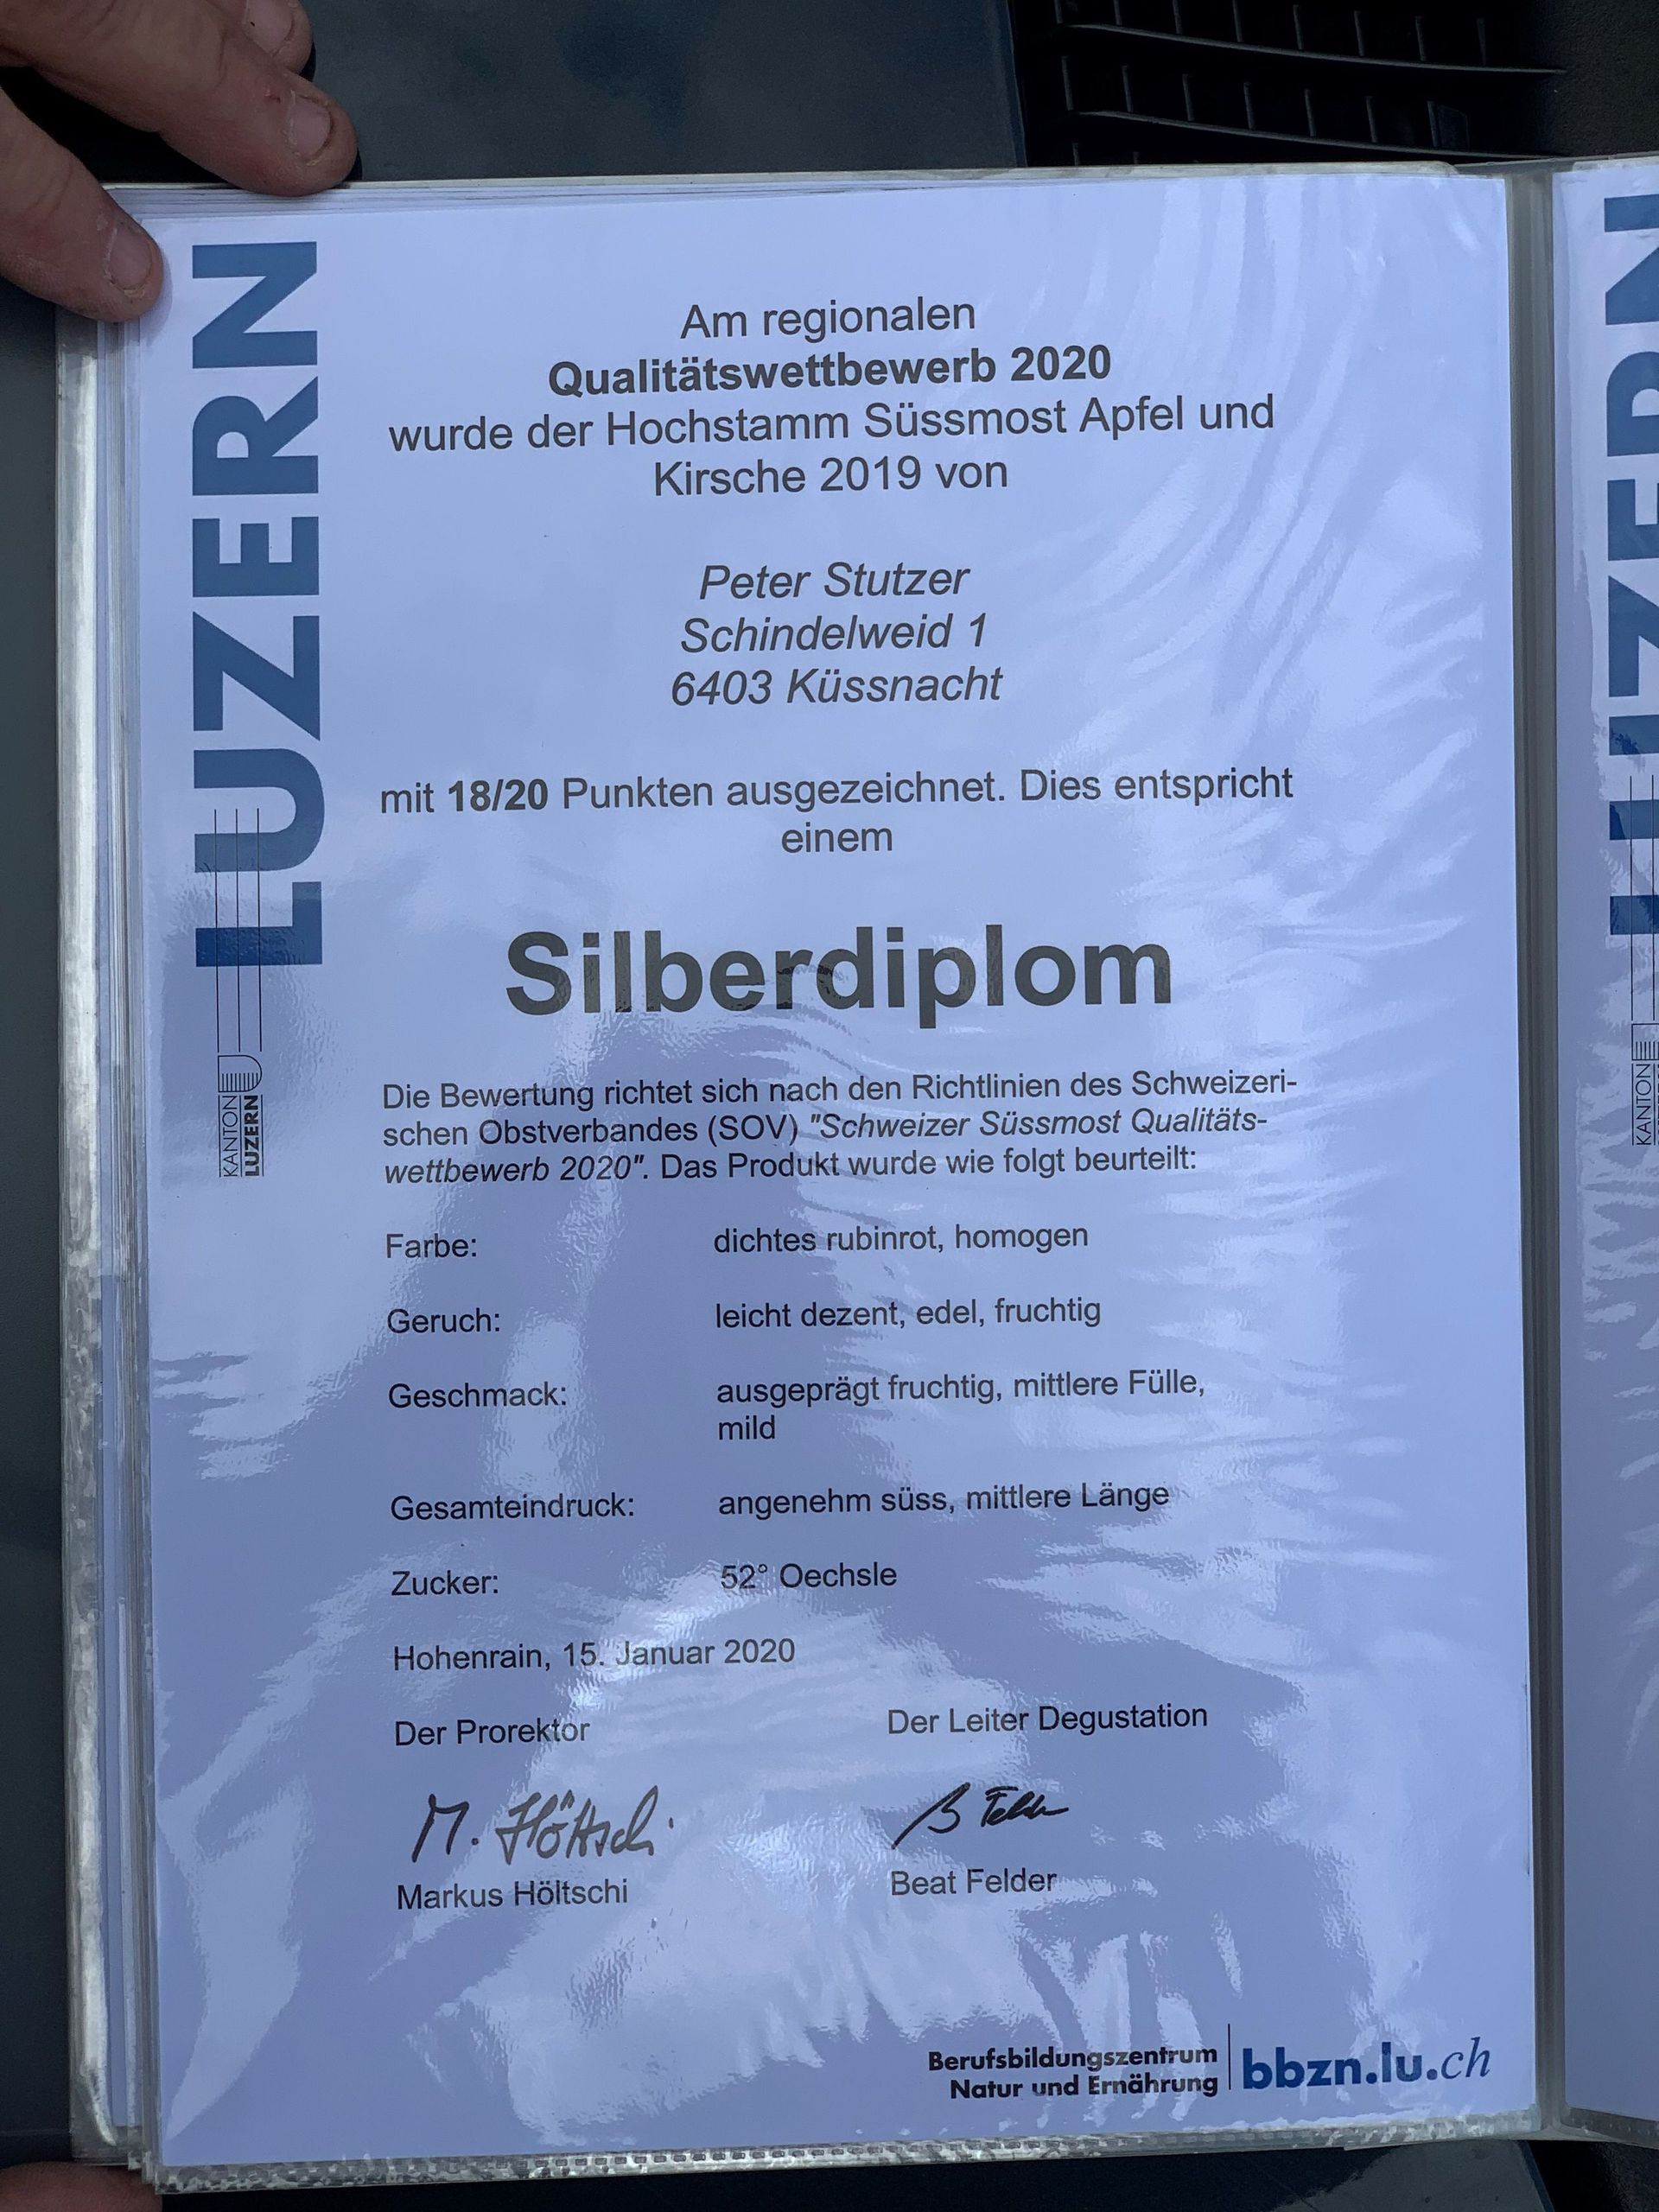 LUZERN
KANTON
LUZERN
Am regionalen
Qualitätswettbewerb 2020
wurde der Hochstamm Süssmost Apfel und
Kirsche 2019 von
Peter Stutzer
Schindelweid 1
6403 Küssnacht
mit 18/20 Punkten ausgezeichnet. Dies entspricht
einem
Silberdiplom
Die Bewertung richtet sich nach den Richtlinien des Schweizeri-
schen Obstverbandes (SOV) "Schweizer Süssmost Qualitäts-
wettbewerb 2020". Das Produkt wurde wie folgt beurteilt:
Farbe: dichtes rubinrot, homogen
Geruch: leicht dezent, edel, fruchtig
Geschmack: ausgeprägt fruchtig, mittlere Fülle,
mild
Gesamteindruck: angenehm süss, mittlere Länge
Zucker: 52° Oechsle
Hohenrain, 15. Januar 2020
Der Prorektor Der Leiter Degustation
M. Höltschi B Felder
Markus Höltschi Beat Felder
Berufsbildungszentrum
Natur und Ernährung
bbzn.lu.ch
LUZERN
KANTON